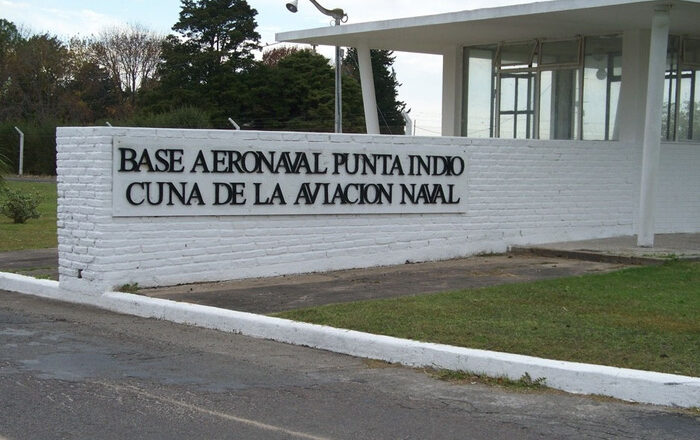 BASE AERONAVAL PUNTA INDIO
CUNA DE LA AVIACION NAVAL